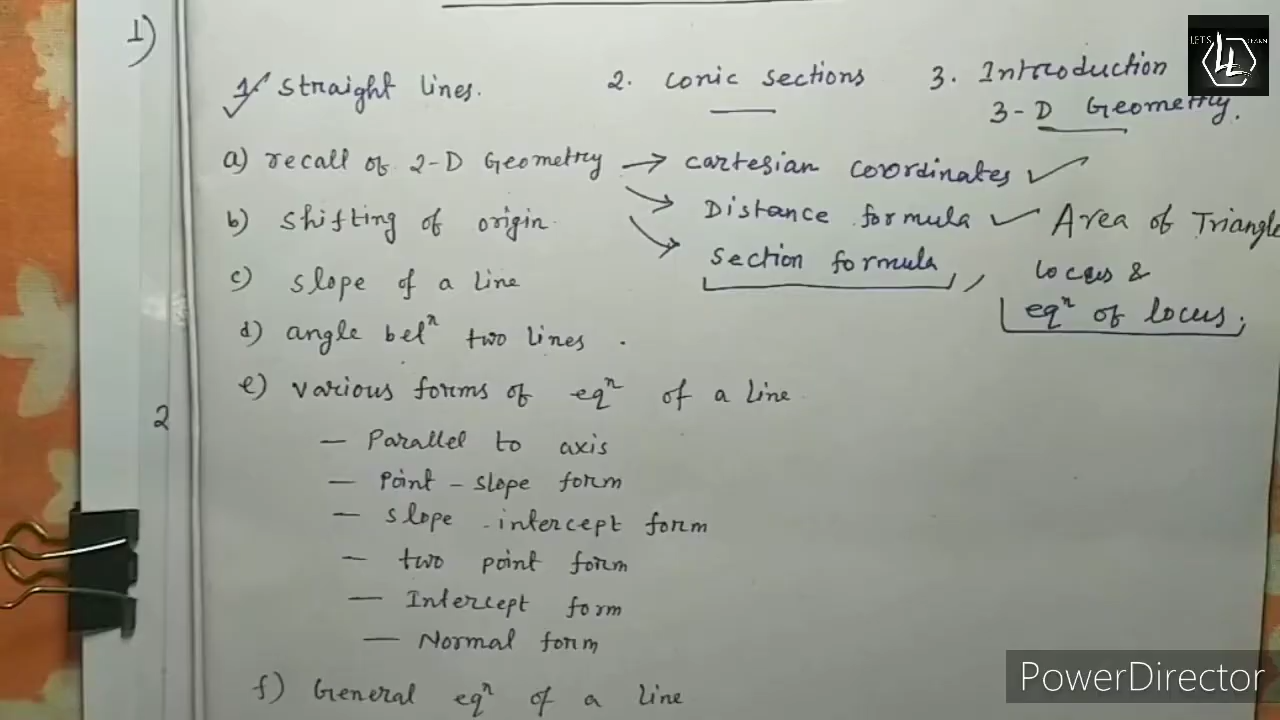 1)
LETS LEARN
1. Straight lines. 2. Conic sections 3. Introduction
3-D Geometry.
a) recall of 2-D Geometry → Cartesian coordinates ✓
→ Distance formula ✓ Area of Triangle
b) Shifting of origin.
→ section formula, , locus &
c) slope of a line
eqⁿ of locus;
d) angle betⁿ two lines .
e) various forms of eqⁿ of a line
2
— Parallel to axis
— Point - slope form
— slope - intercept form
— two point form
— Intercept form
— Normal form
f) General eqⁿ of a line
PowerDirector